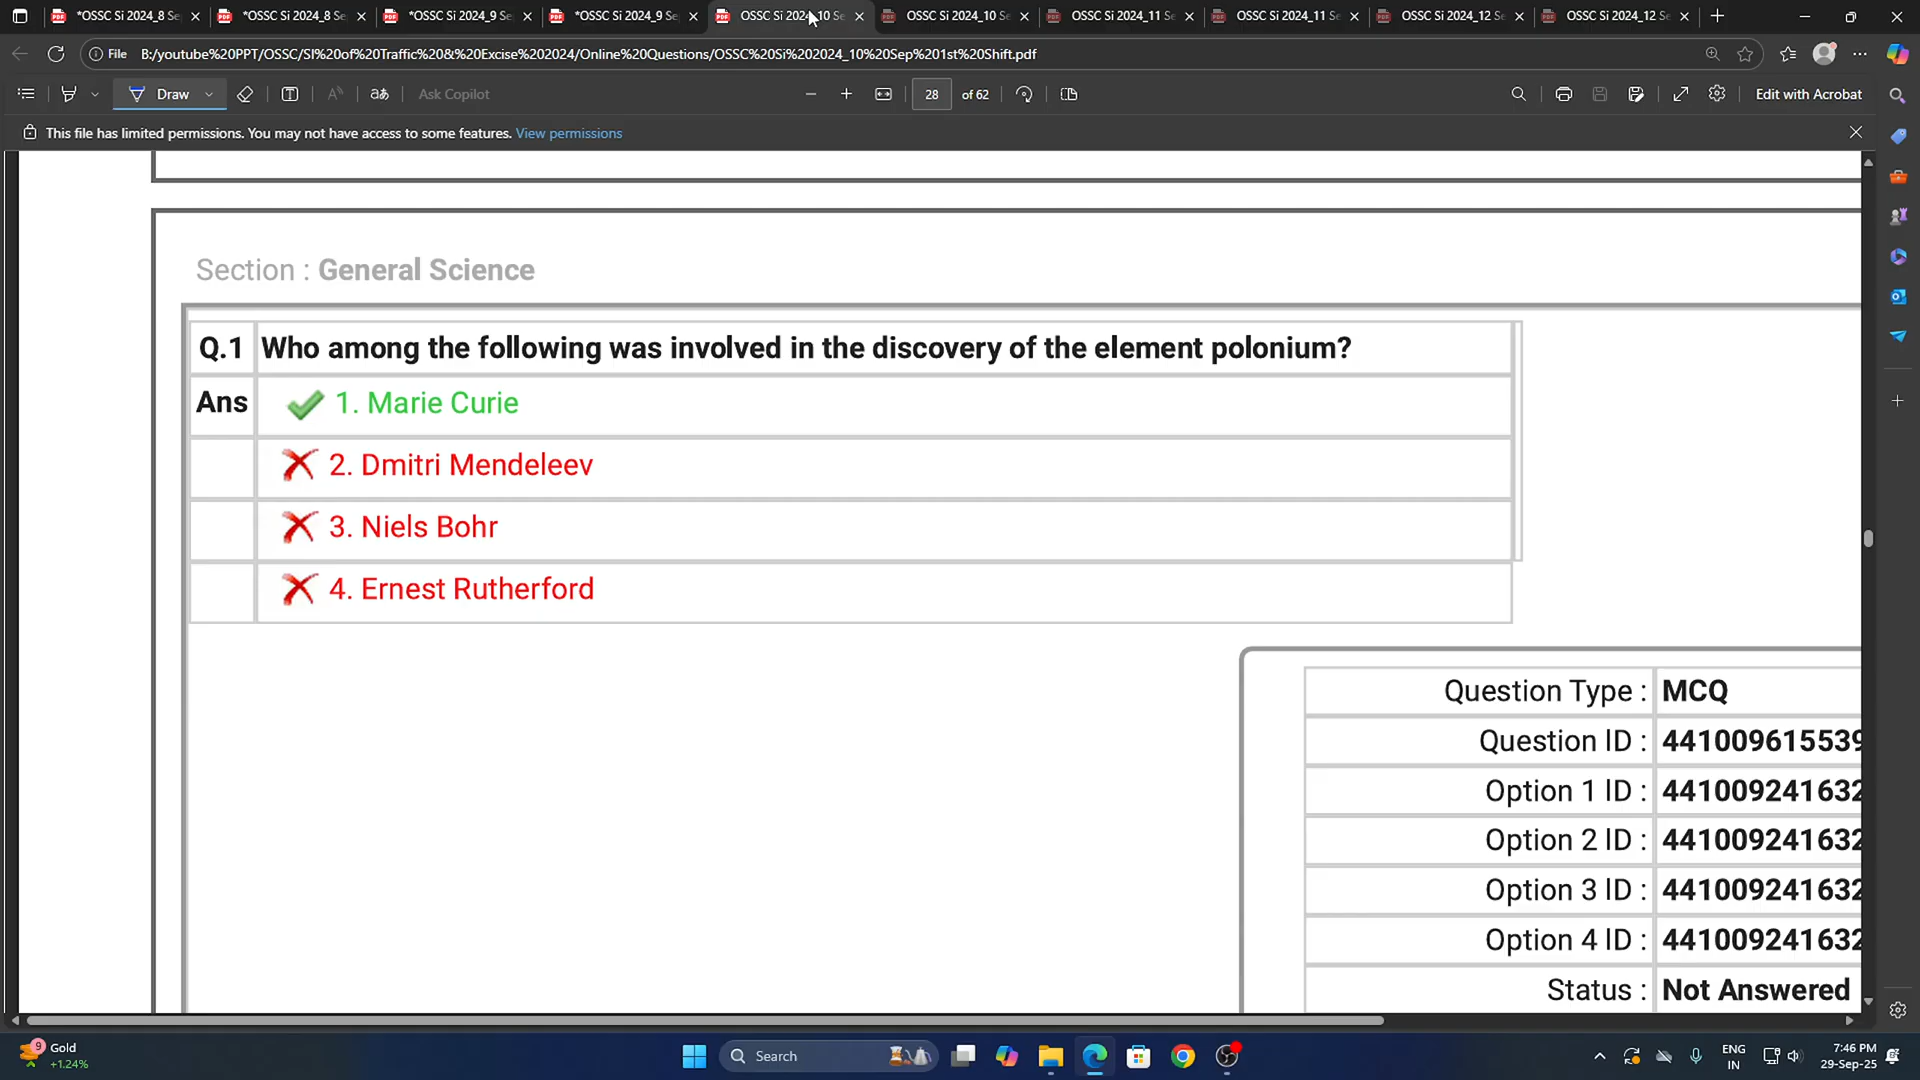 *OSSC Si 2024_8 Se
*OSSC Si 2024_8 Se
*OSSC Si 2024_9 Se
*OSSC Si 2024_9 Se
OSSC Si 2024_10 Se
OSSC Si 2024_10 Se
OSSC Si 2024_11 Se
OSSC Si 2024_11 Se
OSSC Si 2024_12 Se
OSSC Si 2024_12 Se
File B:/youtube%20PPT/OSSC/SI%20of%20Traffic%20&t%20Excise%202024/Online%20Questions/OSSC%20Si%202024_10%20Sep%201st%20Shift.pdf
Draw
aあ
Ask Copilot
28 of 62
Edit with Acrobat
This file has limited permissions. You may not have access to some features. View permissions
Section : General Science
Q.1 Who among the following was involved in the discovery of the element polonium?
Ans 1. Marie Curie
2. Dmitri Mendeleev
3. Niels Bohr
4. Ernest Rutherford
Question Type : MCQ
Question ID : 441009615539
Option 1 ID : 441009241632
Option 2 ID : 441009241632
Option 3 ID : 441009241632
Option 4 ID : 441009241632
Status : Not Answered
9
Gold
+1.24%
Search
ENG
IN
7:46 PM
29-Sep-25